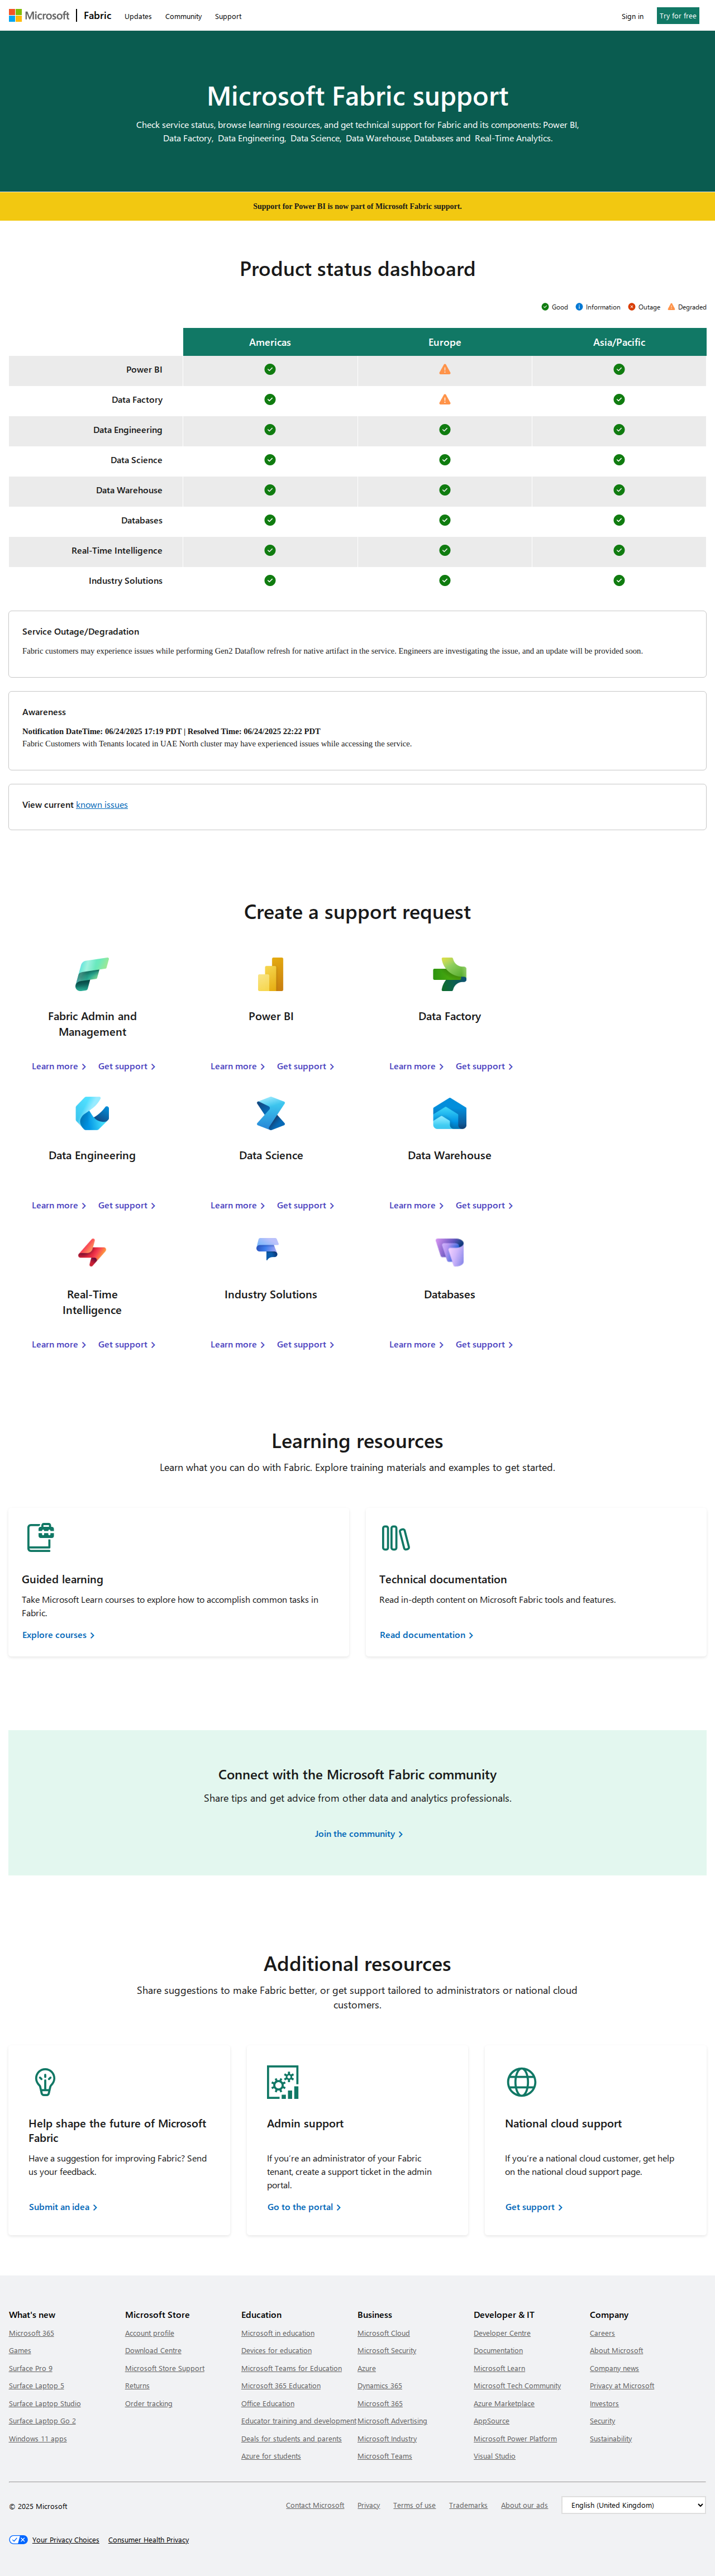 Microsoft | Fabric Updates Community Support Sign in Try for free
Microsoft Fabric support
Check service status, browse learning resources, and get technical support for Fabric and its components: Power BI,
Data Factory, Data Engineering, Data Science, Data Warehouse, Databases and Real-Time Analytics.
Support for Power BI is now part of Microsoft Fabric support.
Product status dashboard
Good Information Outage Degraded
Americas Europe Asia/Pacific
Power BI
Data Factory
Data Engineering
Data Science
Data Warehouse
Databases
Real-Time Intelligence
Industry Solutions
Service Outage/Degradation
Fabric customers may experience issues while performing Gen2 Dataflow refresh for native artifact in the service. Engineers are investigating the issue, and an update will be provided soon.
Awareness
Notification DateTime: 06/24/2025 17:19 PDT | Resolved Time: 06/24/2025 22:22 PDT
Fabric Customers with Tenants located in UAE North cluster may have experienced issues while accessing the service.
View current known issues
Create a support request
Fabric Admin and
Management
Power BI
Data Factory
Learn more Get support
Learn more Get support
Learn more Get support
Data Engineering
Data Science
Data Warehouse
Learn more Get support
Learn more Get support
Learn more Get support
Real-Time
Intelligence
Industry Solutions
Databases
Learn more Get support
Learn more Get support
Learn more Get support
Learning resources
Learn what you can do with Fabric. Explore training materials and examples to get started.
Guided learning
Take Microsoft Learn courses to explore how to accomplish common tasks in
Fabric.
Explore courses
Technical documentation
Read in-depth content on Microsoft Fabric tools and features.
Read documentation
Connect with the Microsoft Fabric community
Share tips and get advice from other data and analytics professionals.
Join the community
Additional resources
Share suggestions to make Fabric better, or get support tailored to administrators or national cloud
customers.
Help shape the future of Microsoft
Fabric
Have a suggestion for improving Fabric? Send
us your feedback.
Submit an idea
Admin support
If you're an administrator of your Fabric
tenant, create a support ticket in the admin
portal.
Go to the portal
National cloud support
If you're a national cloud customer, get help
on the national cloud support page.
Get support
What's new
Microsoft 365
Games
Surface Pro 9
Surface Laptop 5
Surface Laptop Studio
Surface Laptop Go 2
Windows 11 apps
Microsoft Store
Account profile
Download Centre
Microsoft Store Support
Returns
Order tracking
Education
Microsoft in education
Devices for education
Microsoft Teams for Education
Microsoft 365 Education
Office Education
Educator training and development
Deals for students and parents
Azure for students
Business
Microsoft Cloud
Microsoft Security
Azure
Dynamics 365
Microsoft 365
Microsoft Advertising
Microsoft Industry
Microsoft Teams
Developer & IT
Developer Centre
Documentation
Microsoft Learn
Microsoft Tech Community
Azure Marketplace
AppSource
Microsoft Power Platform
Visual Studio
Company
Careers
About Microsoft
Company news
Privacy at Microsoft
Investors
Security
Sustainability
© 2025 Microsoft Contact Microsoft Privacy Terms of use Trademarks About our ads English (United Kingdom)
Your Privacy Choices Consumer Health Privacy